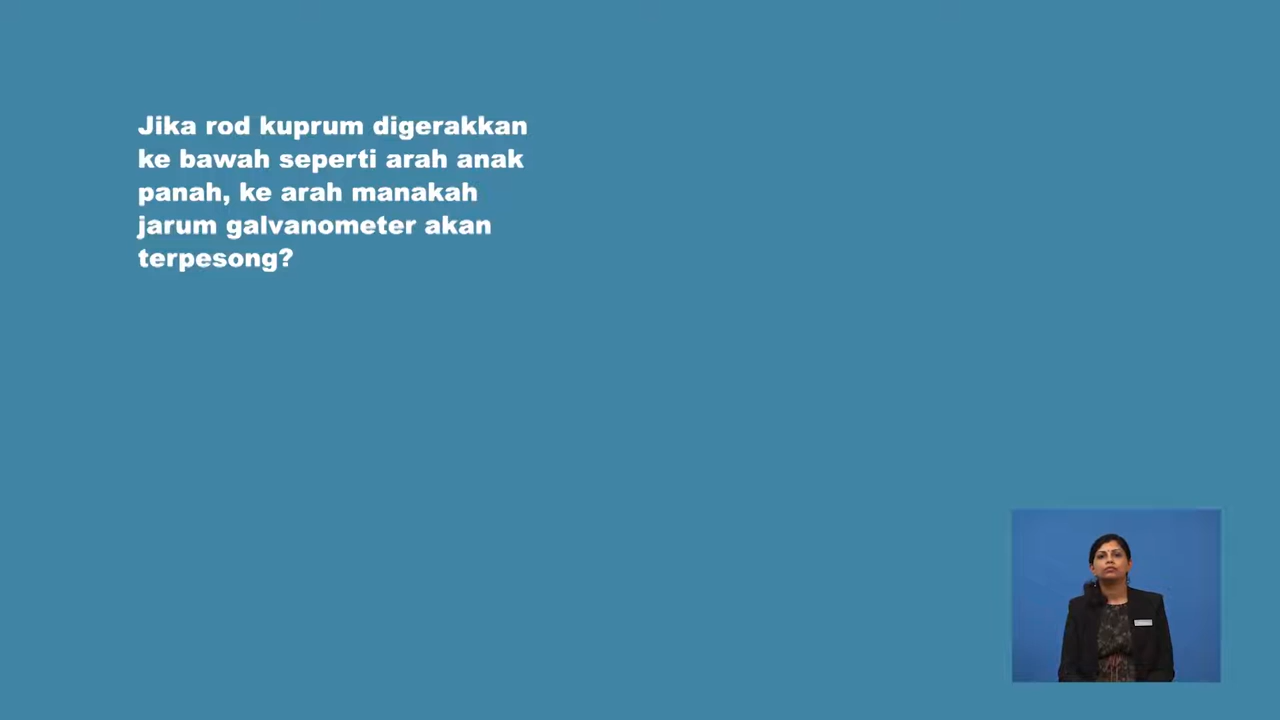 Jika rod kuprum digerakkan
ke bawah seperti arah anak
panah, ke arah manakah
jarum galvanometer akan
terpesong?